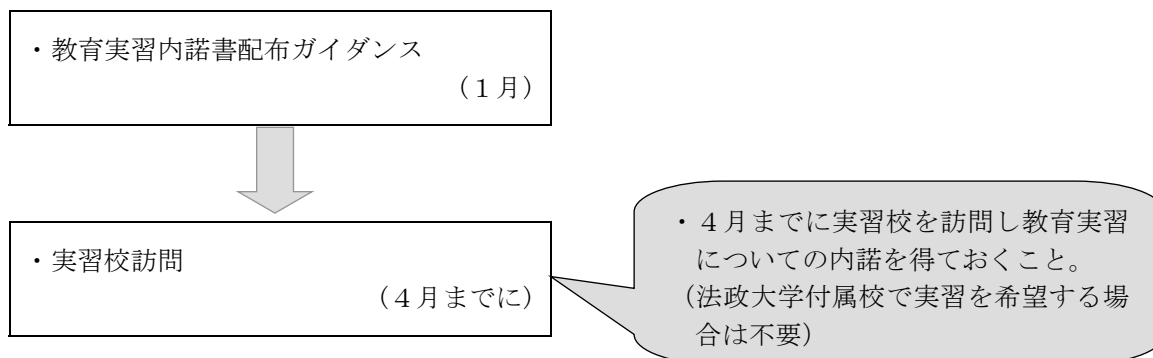 ・教育実習内諾書配布ガイダンス
（１月）
・実習校訪問
（４月までに）
・４月までに実習校を訪問し教育実習
についての内諾を得ておくこと。
（法政大学付属校で実習を希望する場
合は不要）